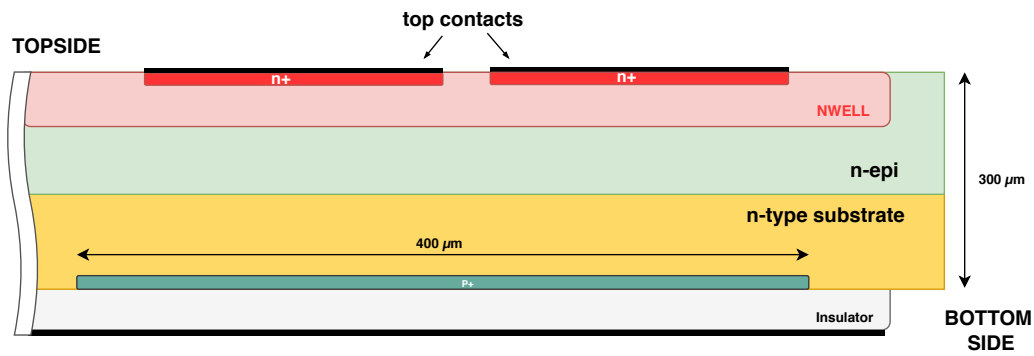 top contacts
TOPSIDE
n+
n+
NWELL
n-epi
300 µm
n-type substrate
400 µm
P+
Insulator
BOTTOM
SIDE